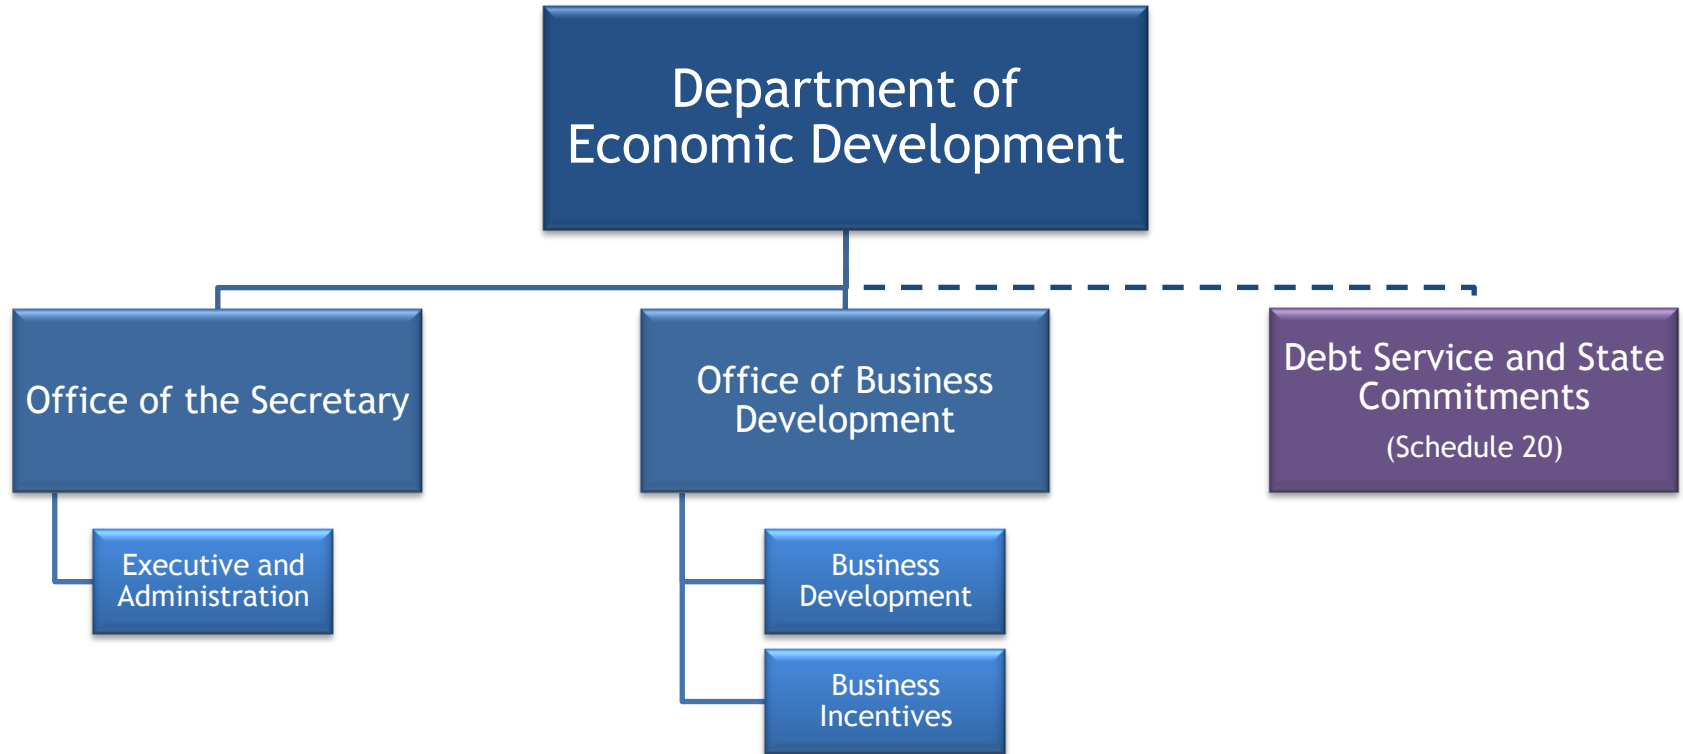 Department of
Economic Development
Office of the Secretary
Office of Business
Development
Debt Service and State
Commitments
(Schedule 20)
Executive and
Administration
Business
Development
Business
Incentives